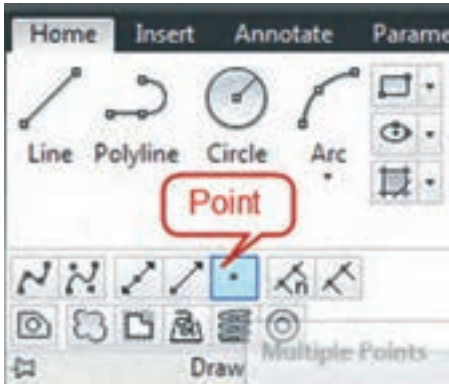 Home Insert Annotate Parame
Line Polyline Circle Arc
Point
Multiple Points
Draw